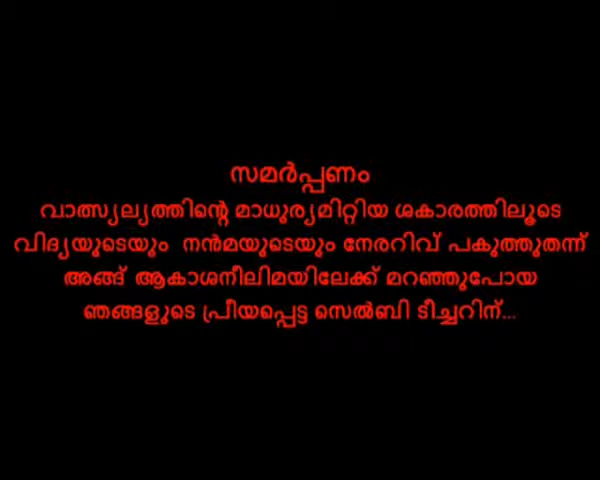 സമർപ്പണം
വാത്സ്യല്യത്തിന്റെ മാധുര്യമിറ്റിയ ശകാരത്തിലൂടെ
വിദ്യയുടെയും നൻമയുടെയും നേരറിവ് പകുത്തുതന്ന്
അങ്ങ് ആകാശനീലിമയിലേക്ക് മറഞ്ഞുപോയ
ഞങ്ങളുടെ പ്രീയപ്പെട്ട സെൽബി ടീച്ചറിന്...